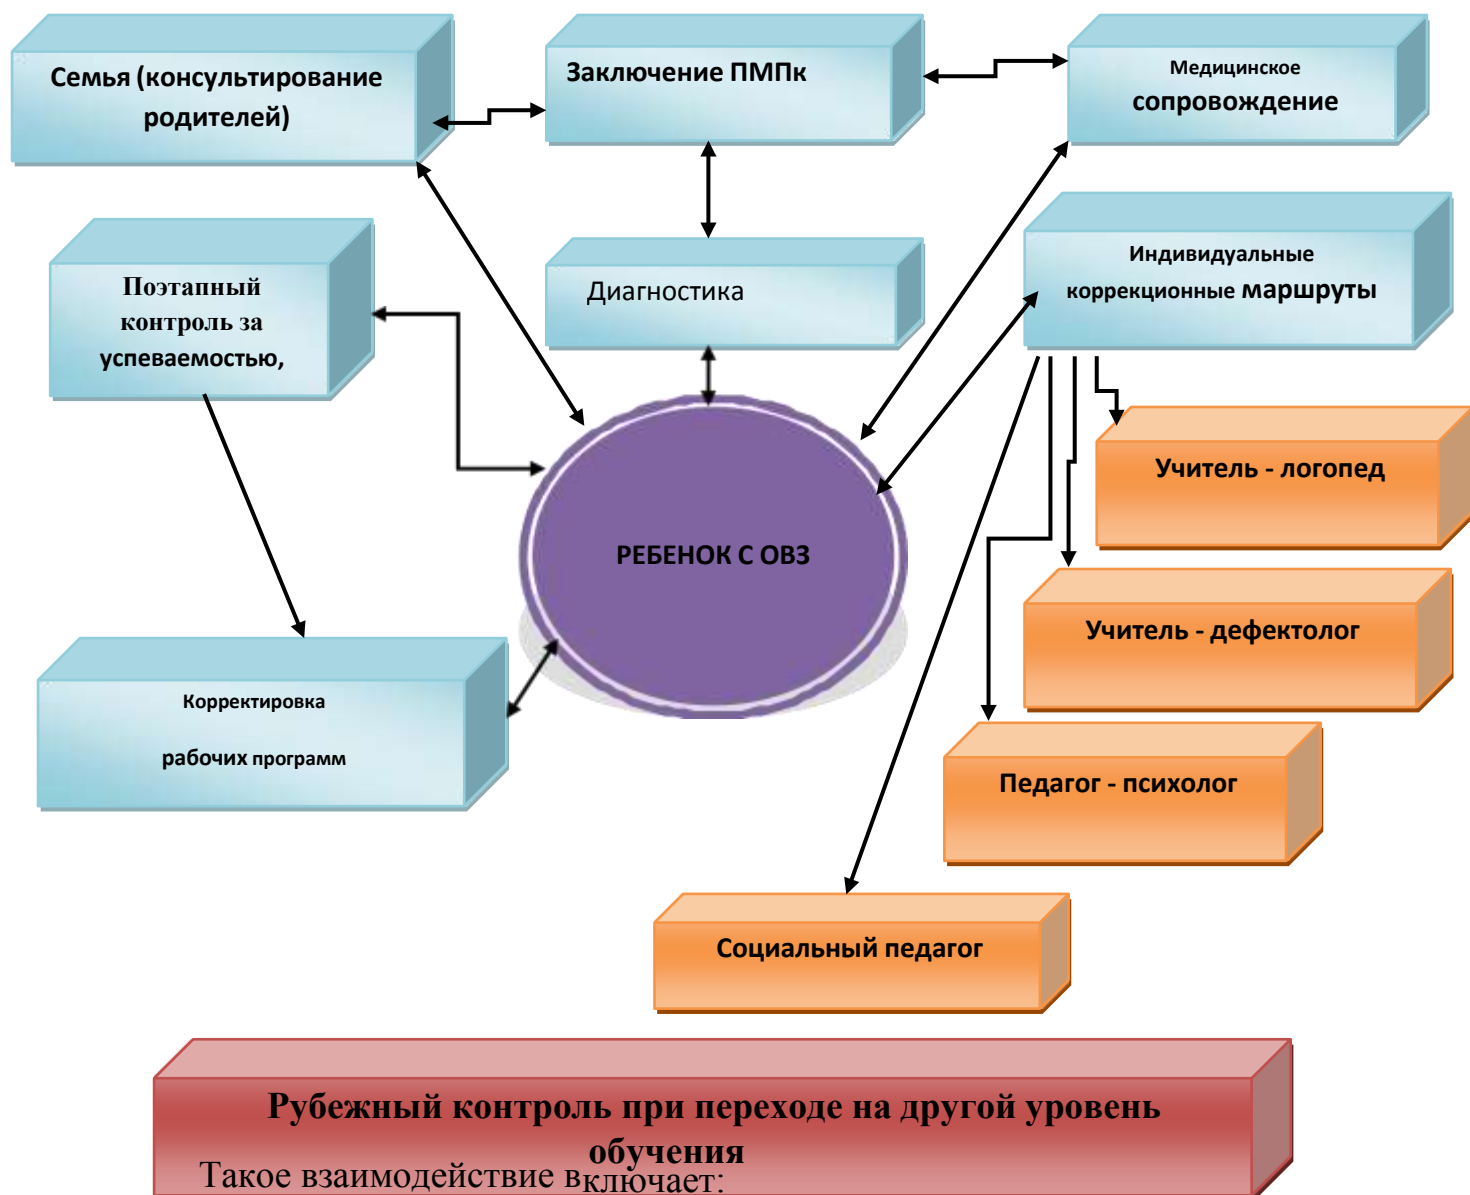 Семья (консультирование
родителей)
Заключение ПМПк
Медицинское
сопровождение
Поэтапный
контроль за
успеваемостью,
Диагностика
Индивидуальные
коррекционные маршруты
РЕБЕНОК С ОВЗ
Учитель - логопед
Учитель - дефектолог
Корректировка
рабочих программ
Педагог - психолог
Социальный педагог
Рубежный контроль при переходе на другой уровень
обучения
Такое взаимодействие включает: